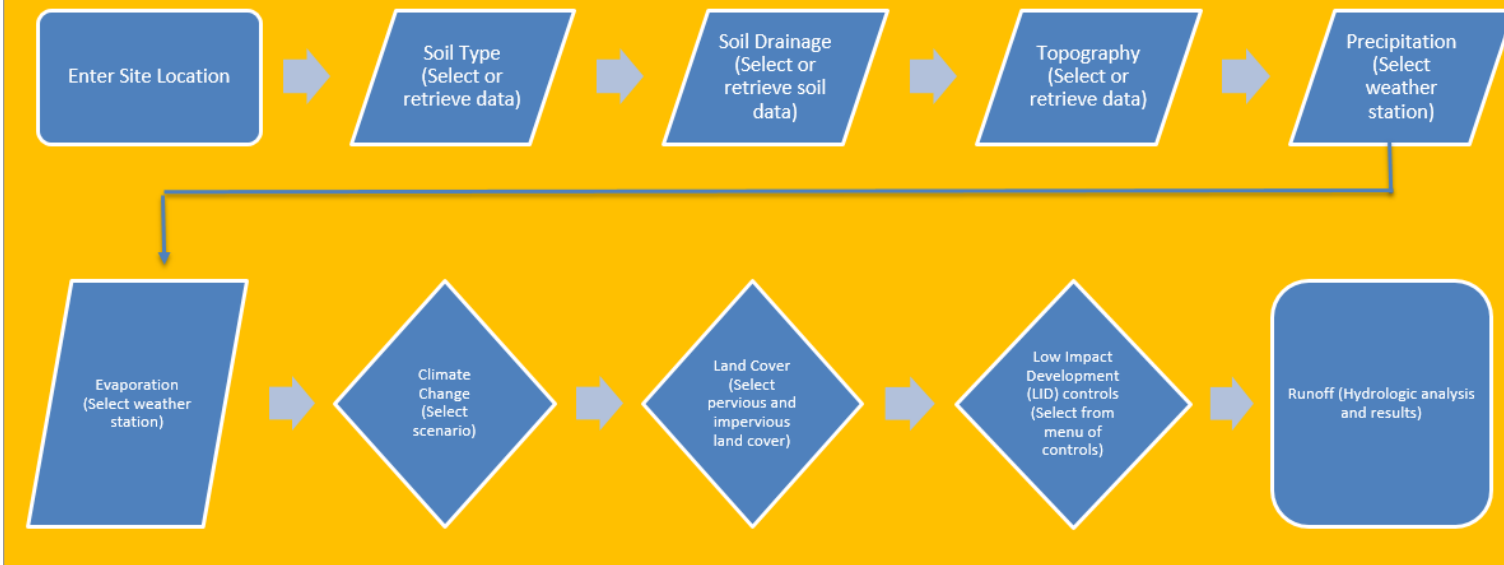 Enter Site Location
Soil Type
(Select or
retrieve data)
Soil Drainage
(Select or
retrieve soil
data)
Topography
(Select or
retrieve data)
Precipitation
(Select
weather
station)
Evaporation
(Select weather
station)
Climate
Change
(Select
scenario)
Land Cover
(Select
pervious and
impervious
land cover)
Low Impact
Development
(LID) controls
(Select from
menu of
controls)
Runoff (Hydrologic analysis
and results)